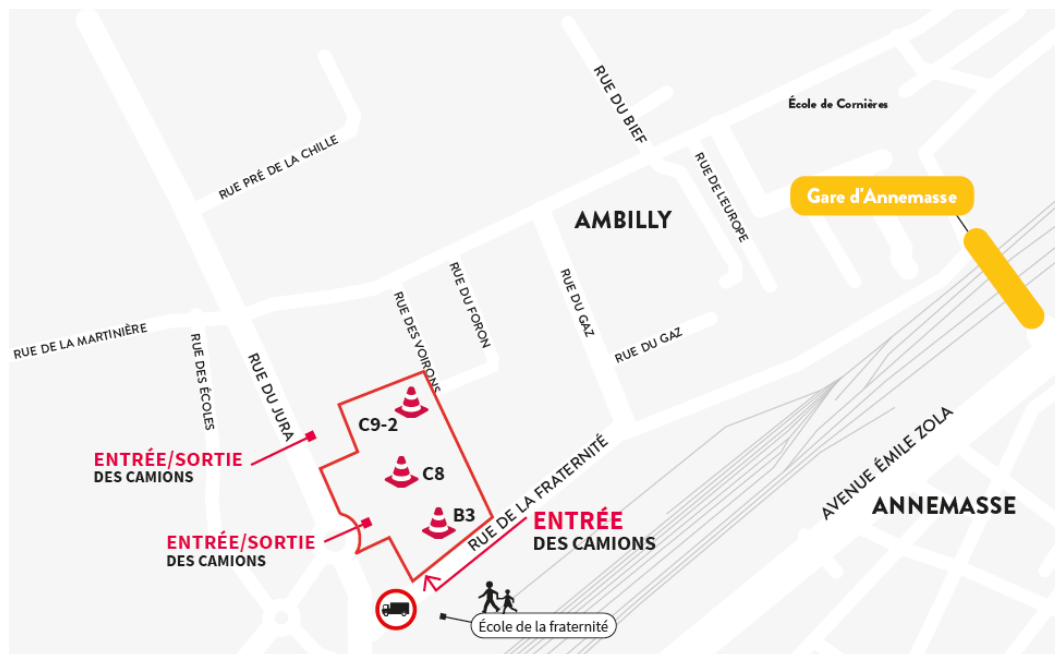 RUE DU BIEF
École de Cornières
RUE PRÉ DE LA CHILLE
RUE DE L'EUROPE
Gare d'Annemasse
AMBILLY
RUE DU FORON
RUE DU GAZ
RUE DES VOIRONS
RUE DE LA MARTINIÈRE
RUE DES ÉCOLES
RUE DU GAZ
RUE DU JURA
C9-2
AVENUE ÉMILE ZOLA
ENTRÉE/SORTIE
DES CAMIONS
C8
RUE DE LA FRATERNITÉ
ANNEMASSE
B3
ENTRÉE
DES CAMIONS
ENTRÉE/SORTIE
DES CAMIONS
École de la fraternité